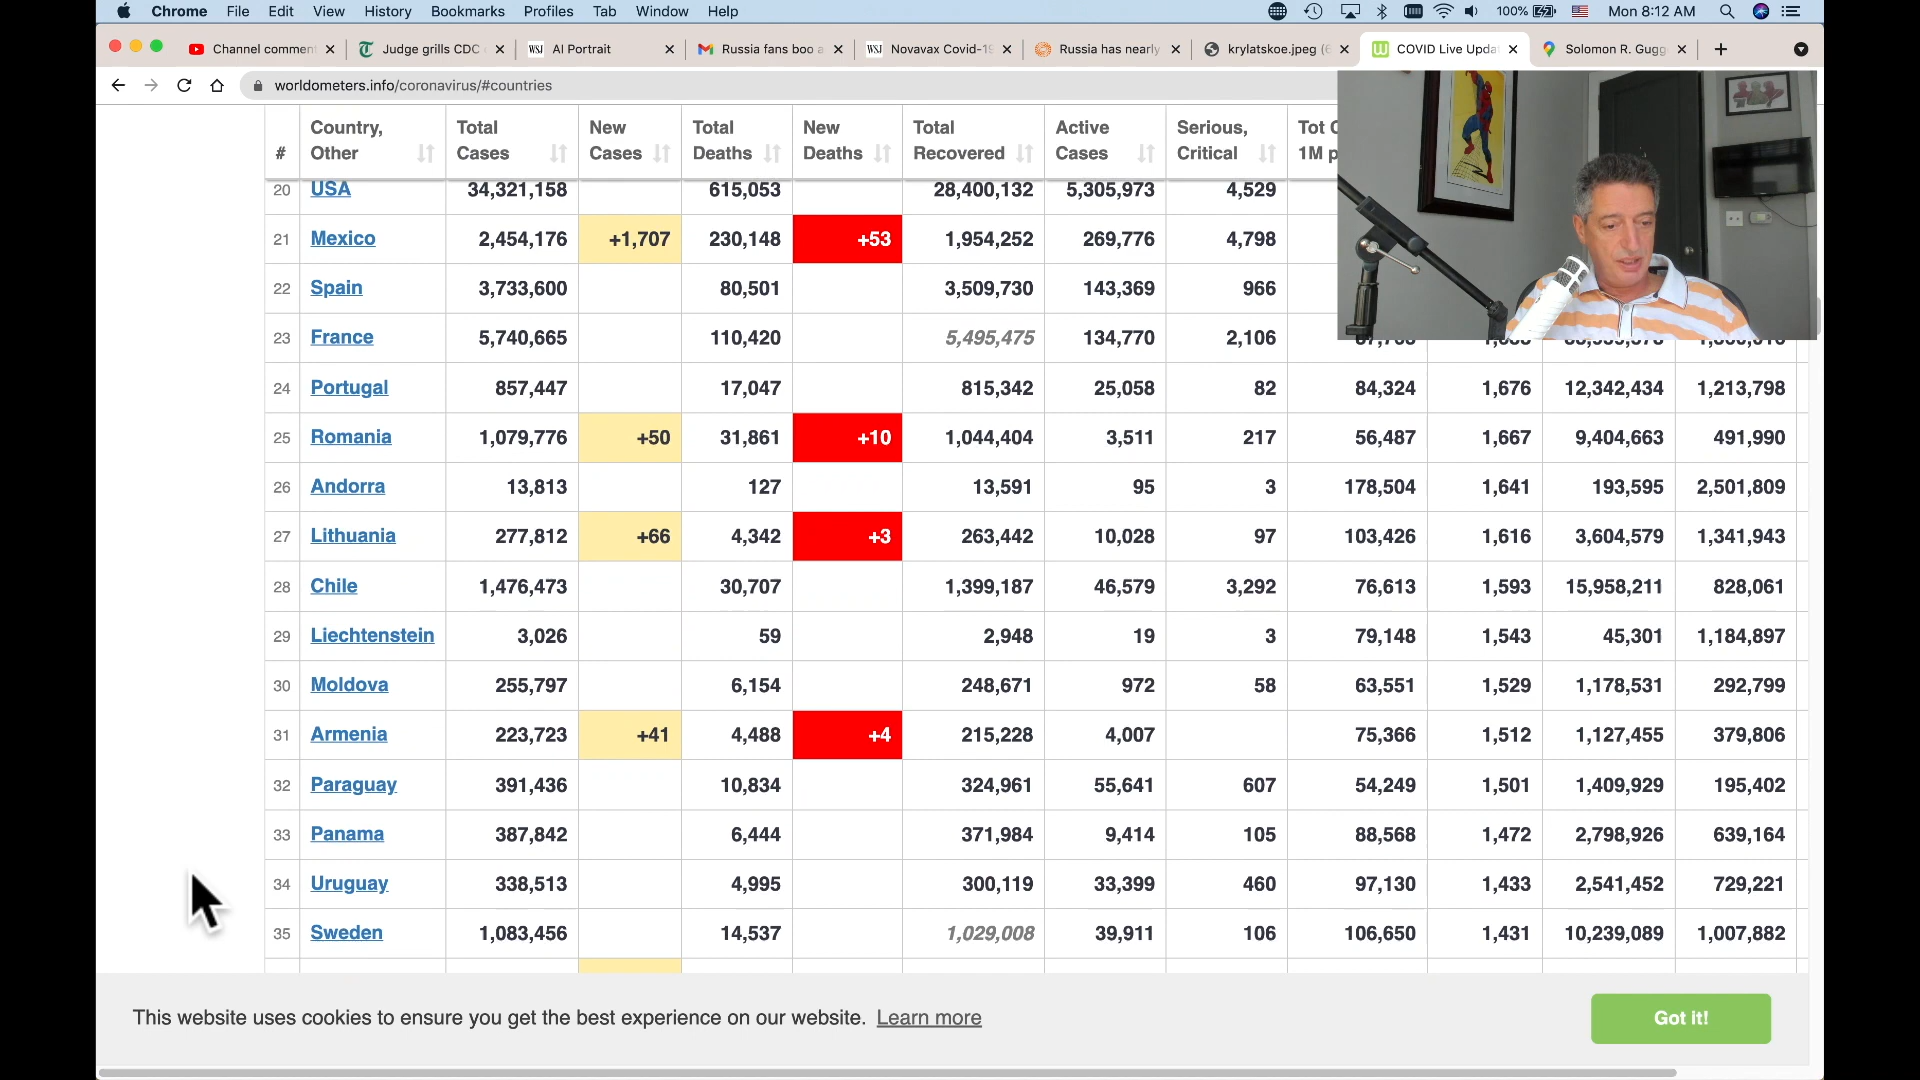 Chrome File Edit View History Bookmarks Profiles Tab Window Help 100% Mon 8:12 AM
Channel comment Judge grills CDC WSJ AI Portrait Russia fans boo a WSJ Novavax Covid-19 Russia has nearly krylatskoe.jpeg (6 COVID Live Upda Solomon R. Gugg
worldometers.info/coronavirus/#countries
# Country, Other Total Cases New Cases Total Deaths New Deaths Total Recovered Active Cases Serious, Critical Tot C 1M p
20 USA 34,321,158 615,053 28,400,132 5,305,973 4,529
21 Mexico 2,454,176 +1,707 230,148 +53 1,954,252 269,776 4,798
22 Spain 3,733,600 80,501 3,509,730 143,369 966
23 France 5,740,665 110,420 5,495,475 134,770 2,106
24 Portugal 857,447 17,047 815,342 25,058 82 84,324 1,676 12,342,434 1,213,798
25 Romania 1,079,776 +50 31,861 +10 1,044,404 3,511 217 56,487 1,667 9,404,663 491,990
26 Andorra 13,813 127 13,591 95 3 178,504 1,641 193,595 2,501,809
27 Lithuania 277,812 +66 4,342 +3 263,442 10,028 97 103,426 1,616 3,604,579 1,341,943
28 Chile 1,476,473 30,707 1,399,187 46,579 3,292 76,613 1,593 15,958,211 828,061
29 Liechtenstein 3,026 59 2,948 19 3 79,148 1,543 45,301 1,184,897
30 Moldova 255,797 6,154 248,671 972 58 63,551 1,529 1,178,531 292,799
31 Armenia 223,723 +41 4,488 +4 215,228 4,007 75,366 1,512 1,127,455 379,806
32 Paraguay 391,436 10,834 324,961 55,641 607 54,249 1,501 1,409,929 195,402
33 Panama 387,842 6,444 371,984 9,414 105 88,568 1,472 2,798,926 639,164
34 Uruguay 338,513 4,995 300,119 33,399 460 97,130 1,433 2,541,452 729,221
35 Sweden 1,083,456 14,537 1,029,008 39,911 106 106,650 1,431 10,239,089 1,007,882
This website uses cookies to ensure you get the best experience on our website. Learn more Got it!